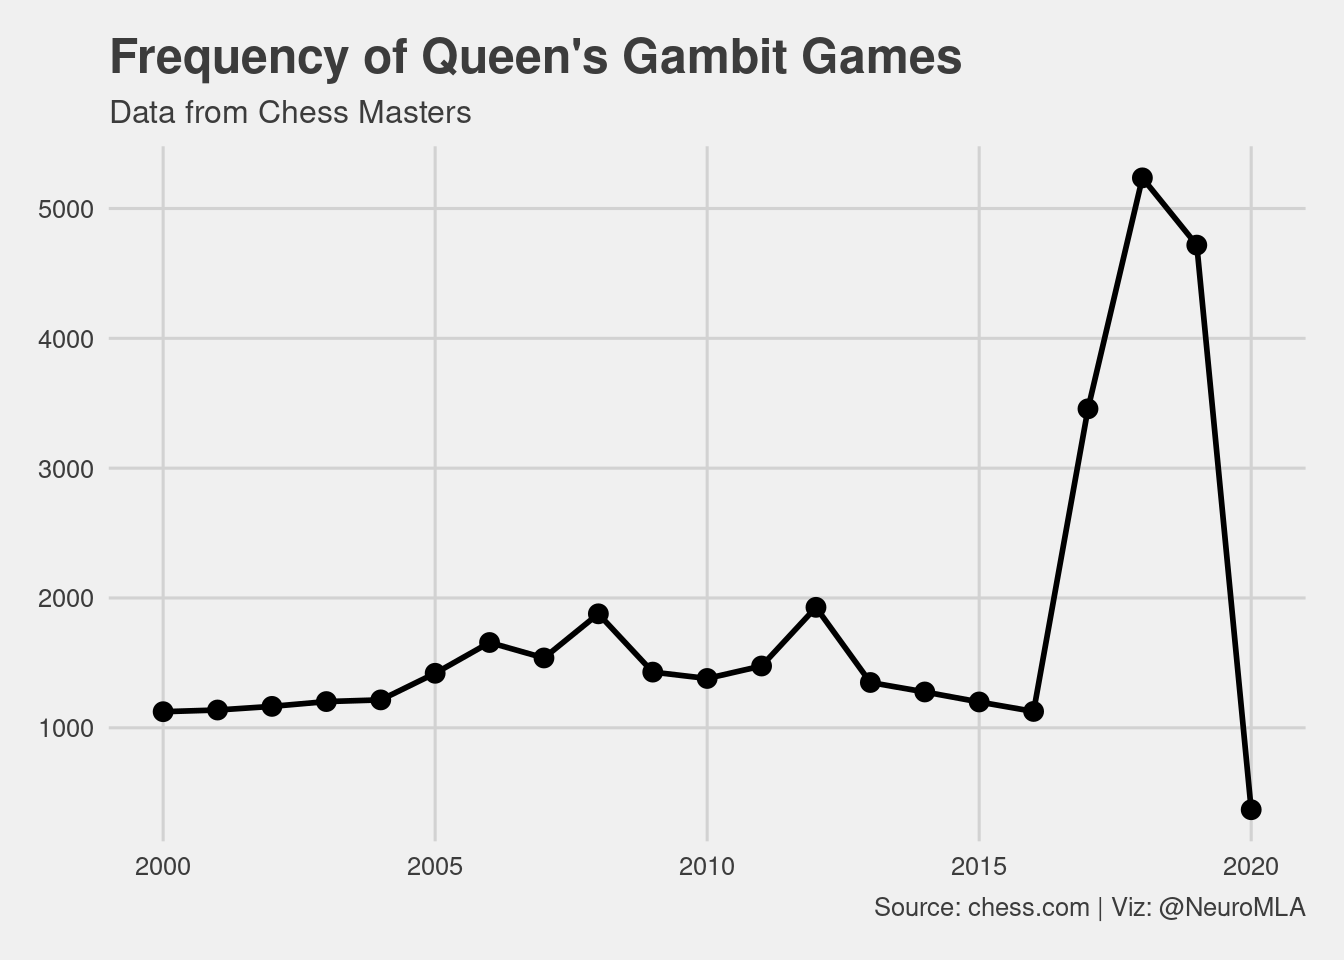 Frequency of Queen's Gambit Games
Data from Chess Masters
5000
4000
3000
2000
1000
2000 2005 2010 2015 2020
Source: chess.com | Viz: @NeuroMLA